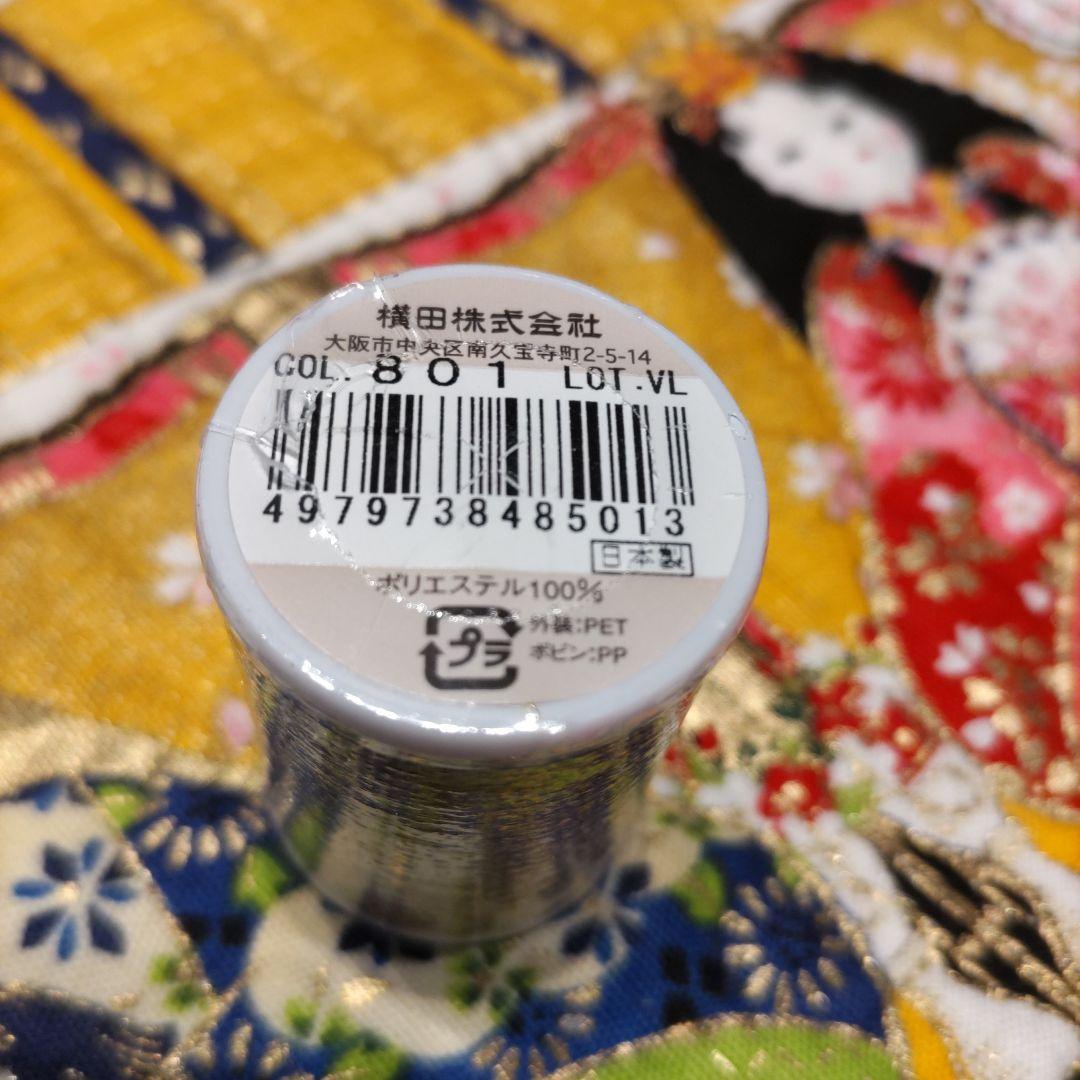 横田株式会社
大阪市中央区南久宝寺町2-5-14
COL. 801 LOT.VL
4979738485013
日本製
ポリエステル100%
プラ
外装:PET
ボビン:PP